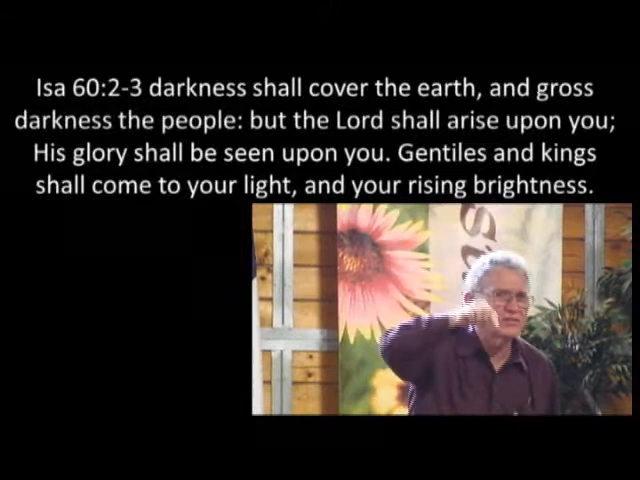 Isa 60:2-3 darkness shall cover the earth, and gross
darkness the people: but the Lord shall arise upon you;
His glory shall be seen upon you. Gentiles and kings
shall come to your light, and your rising brightness.